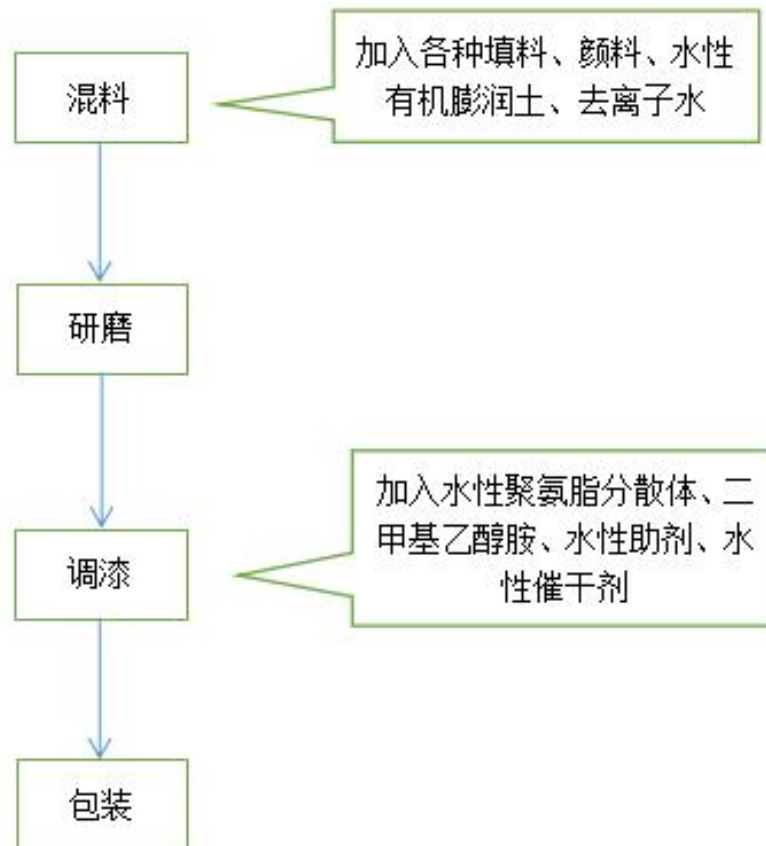 混料
加入各种填料、颜料、水性
有机膨润土、去离子水
研磨
调漆
加入水性聚氨脂分散体、二
甲基乙醇胺、水性助剂、水
性催干剂
包装